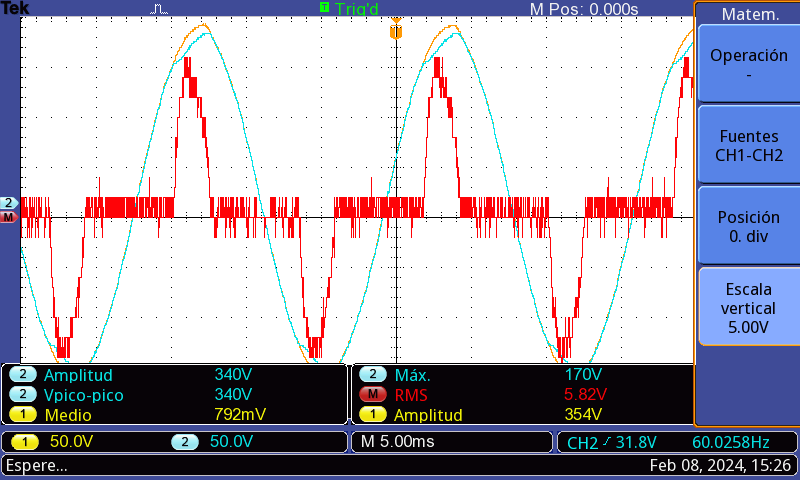 Tek T Trig'd M Pos: 0.000s Matem.
Operación
-
Fuentes
CH1-CH2
Posición
0. div
Escala
vertical
5.00V
2
M
2 Amplitud 340V 2 Máx. 170V
2 Vpico-pico 340V M RMS 5.82V
1 Medio 792mV 1 Amplitud 354V
1 50.0V 2 50.0V M 5.00ms CH2 31.8V 60.0258Hz
Espere... Feb 08, 2024, 15:26